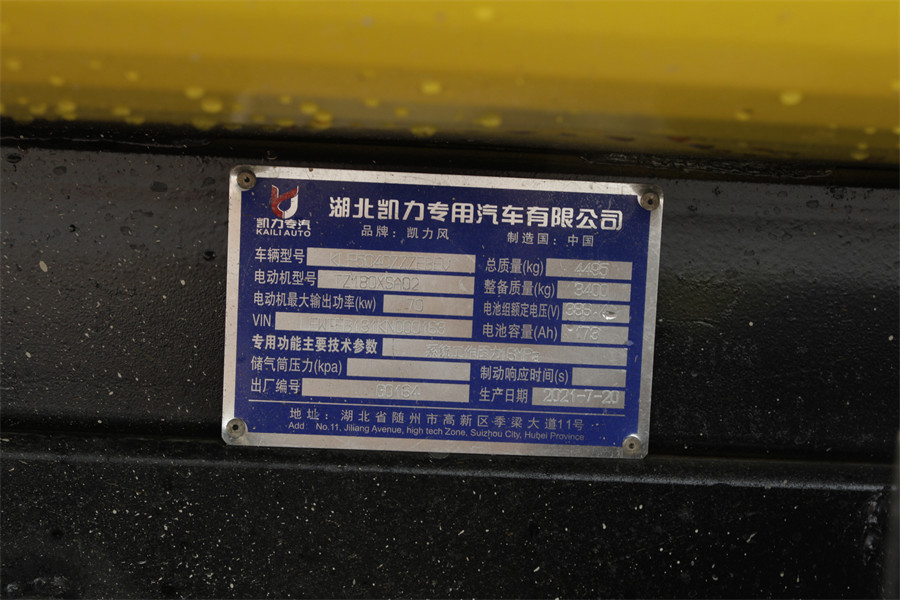 湖北凯力专用汽车有限公司
凯力专汽
KAILI AUTO
品牌：凯力风 制造国：中国
车辆型号 总质量(kg) 4495
电动机型号 TZ180XSA02 整备质量(kg) 3400
电动机最大输出功率(kw) 电池组额定电压(V)
VIN 电池容量(Ah)
专用功能主要技术参数
储气筒压力(kpa) 制动响应时间(s)
出厂编号 G0184 生产日期 2021-7-20
地址：湖北省随州市高新区季梁大道11号
Add No.11, Jiliang Avenue, high tech Zone, Suizhou City, Hubei Province